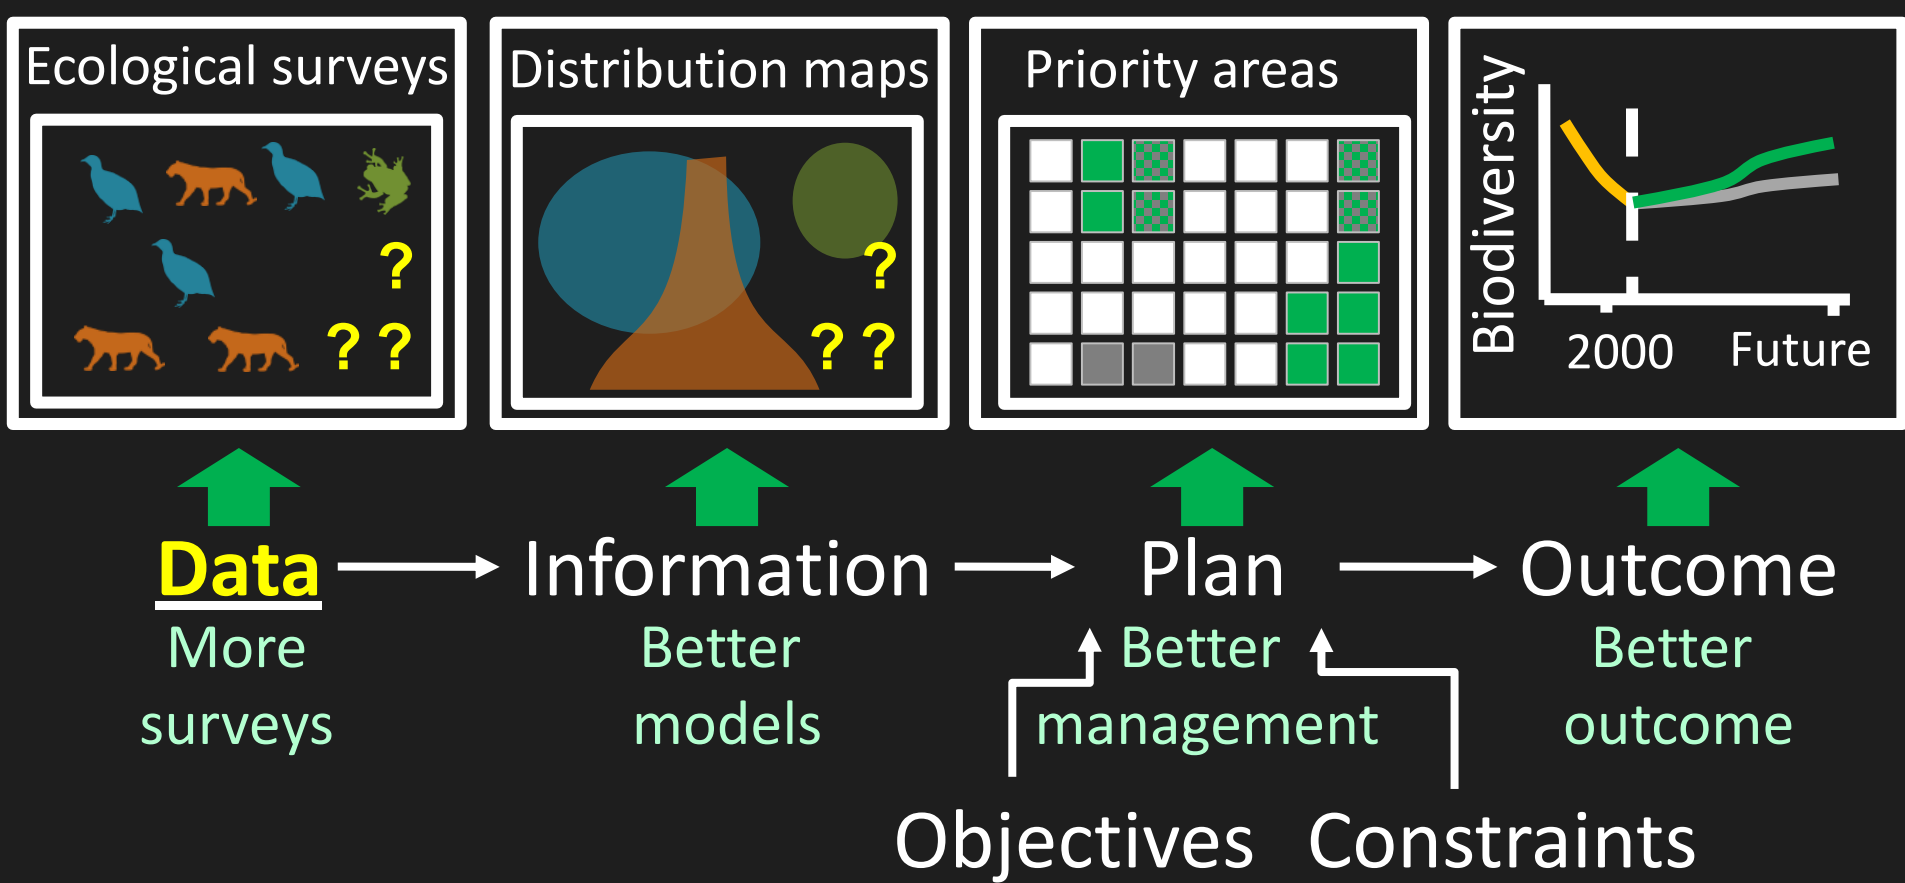 Ecological surveys
?
? ?
Distribution maps
?
? ?
Priority areas
Biodiversity
2000 Future
Data Information Plan Outcome
More surveys
Better models
Better management
Better outcome
Objectives Constraints